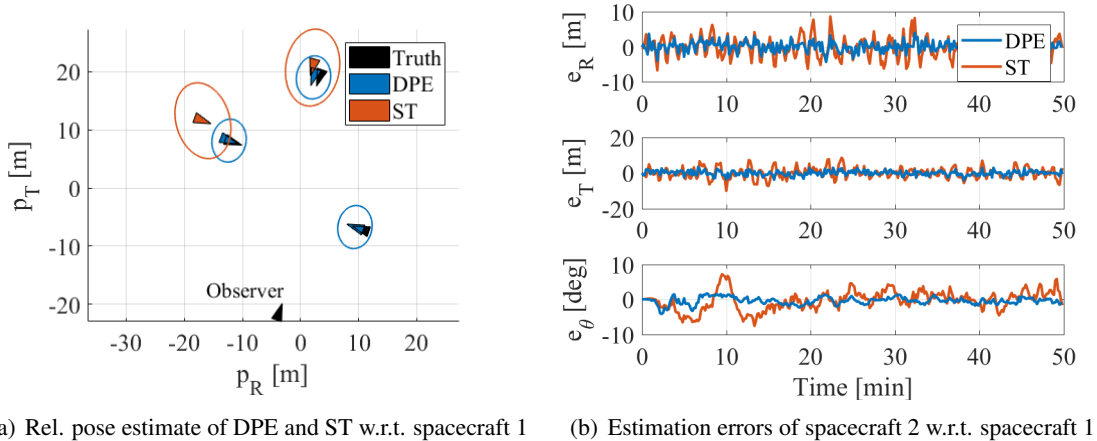 20
10
0
-10
-20
p_T [m]
-30
-20
-10
0
10
20
p_R [m]
Truth
DPE
ST
Observer
(a) Rel. pose estimate of DPE and ST w.r.t. spacecraft 1
10
0
-10
e_R [m]
DPE
ST
0
10
20
30
40
50
20
0
-20
e_T [m]
0
10
20
30
40
50
10
0
-10
e_θ [deg]
0
10
20
30
40
50
Time [min]
(b) Estimation errors of spacecraft 2 w.r.t. spacecraft 1